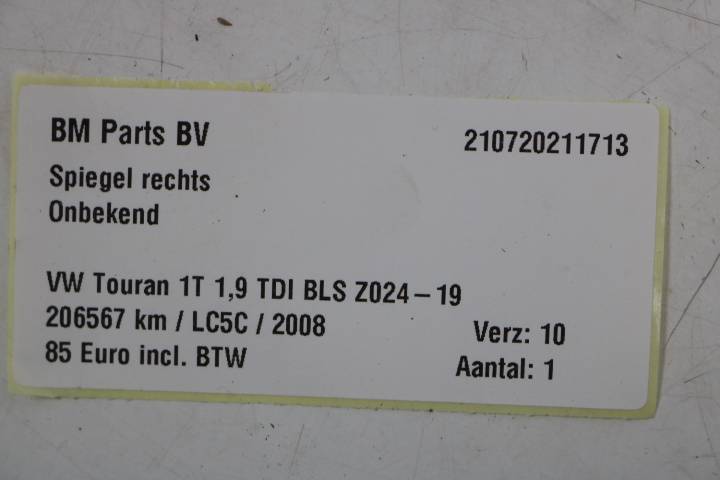 BM Parts BV 210720211713
Spiegel rechts
Onbekend
VW Touran 1T 1,9 TDI BLS Z024-19
206567 km / LC5C / 2008 Verz: 10
85 Euro incl. BTW Aantal: 1